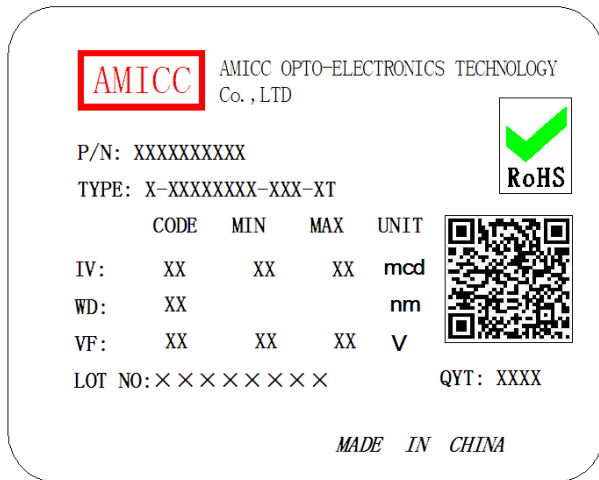 AMICC
AMICC OPTO-ELECTRONICS TECHNOLOGY
Co.,LTD
RoHS
P/N: XXXXXXXXXX
TYPE: X-XXXXXXXX-XXX-XT
CODE MIN MAX UNIT
IV: XX XX XX mcd
WD: XX nm
VF: XX XX XX V
LOT NO:××××××××
QYT: XXXX
MADE IN CHINA